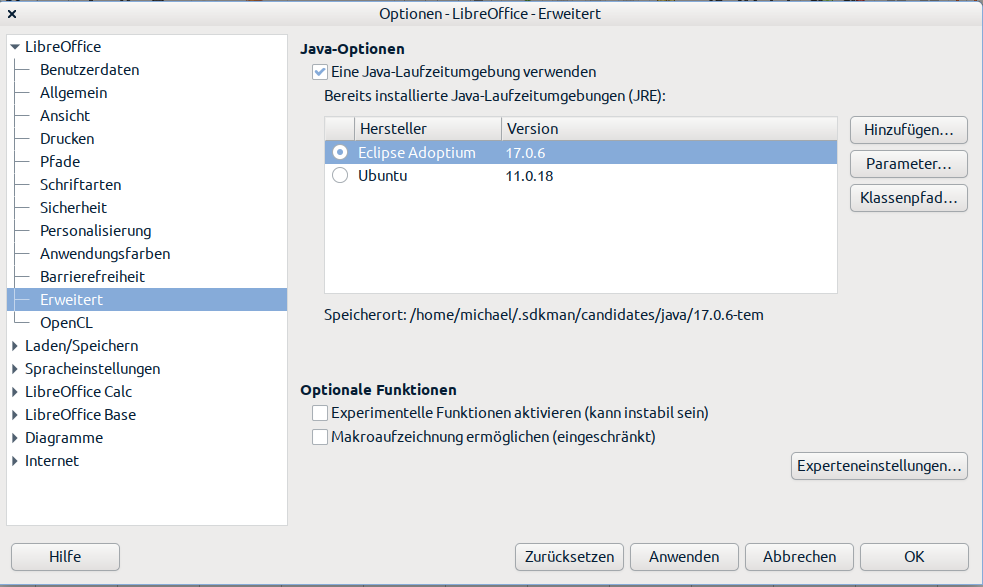 Optionen - LibreOffice - Erweitert
LibreOffice
Benutzerdaten
Allgemein
Ansicht
Drucken
Pfade
Schriftarten
Sicherheit
Personalisierung
Anwendungsfarben
Barrierefreiheit
Erweitert
OpenCL
Laden/Speichern
Spracheinstellungen
LibreOffice Calc
LibreOffice Base
Diagramme
Internet
Java-Optionen
Eine Java-Laufzeitumgebung verwenden
Bereits installierte Java-Laufzeitumgebungen (JRE):
Hersteller Version
Eclipse Adoptium 17.0.6
Ubuntu 11.0.18
Hinzufügen...
Parameter...
Klassenpfad...
Speicherort: /home/michael/.sdkman/candidates/java/17.0.6-tem
Optionale Funktionen
Experimentelle Funktionen aktivieren (kann instabil sein)
Makroaufzeichnung ermöglichen (eingeschränkt)
Experteneinstellungen...
Hilfe Zurücksetzen Anwenden Abbrechen OK